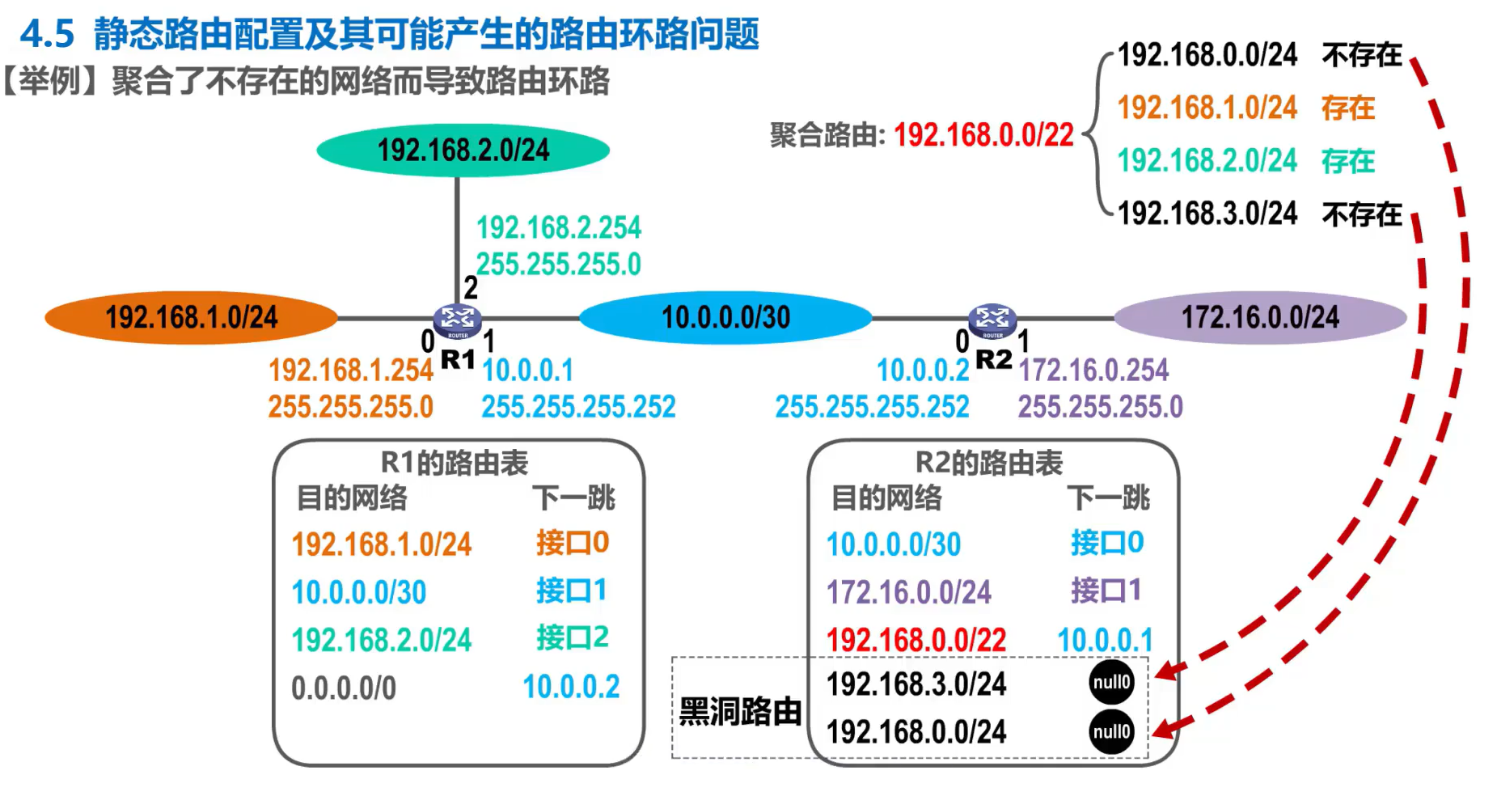 4.5 静态路由配置及其可能产生的路由环路问题
【举例】聚合了不存在的网络而导致路由环路
聚合路由: 192.168.0.0/22
192.168.0.0/24 不存在
192.168.1.0/24 存在
192.168.2.0/24 存在
192.168.3.0/24 不存在
192.168.2.0/24
192.168.2.254
255.255.255.0
2
192.168.1.0/24
ROUTER
0
R1
1
10.0.0.0/30
ROUTER
0
R2
1
172.16.0.0/24
192.168.1.254
255.255.255.0
10.0.0.1
255.255.255.252
10.0.0.2
255.255.255.252
172.16.0.254
255.255.255.0
R1的路由表
目的网络 下一跳
192.168.1.0/24 接口0
10.0.0.0/30 接口1
192.168.2.0/24 接口2
0.0.0.0/0 10.0.0.2
R2的路由表
目的网络 下一跳
10.0.0.0/30 接口0
172.16.0.0/24 接口1
192.168.0.0/22 10.0.0.1
黑洞路由
192.168.3.0/24 null0
192.168.0.0/24 null0